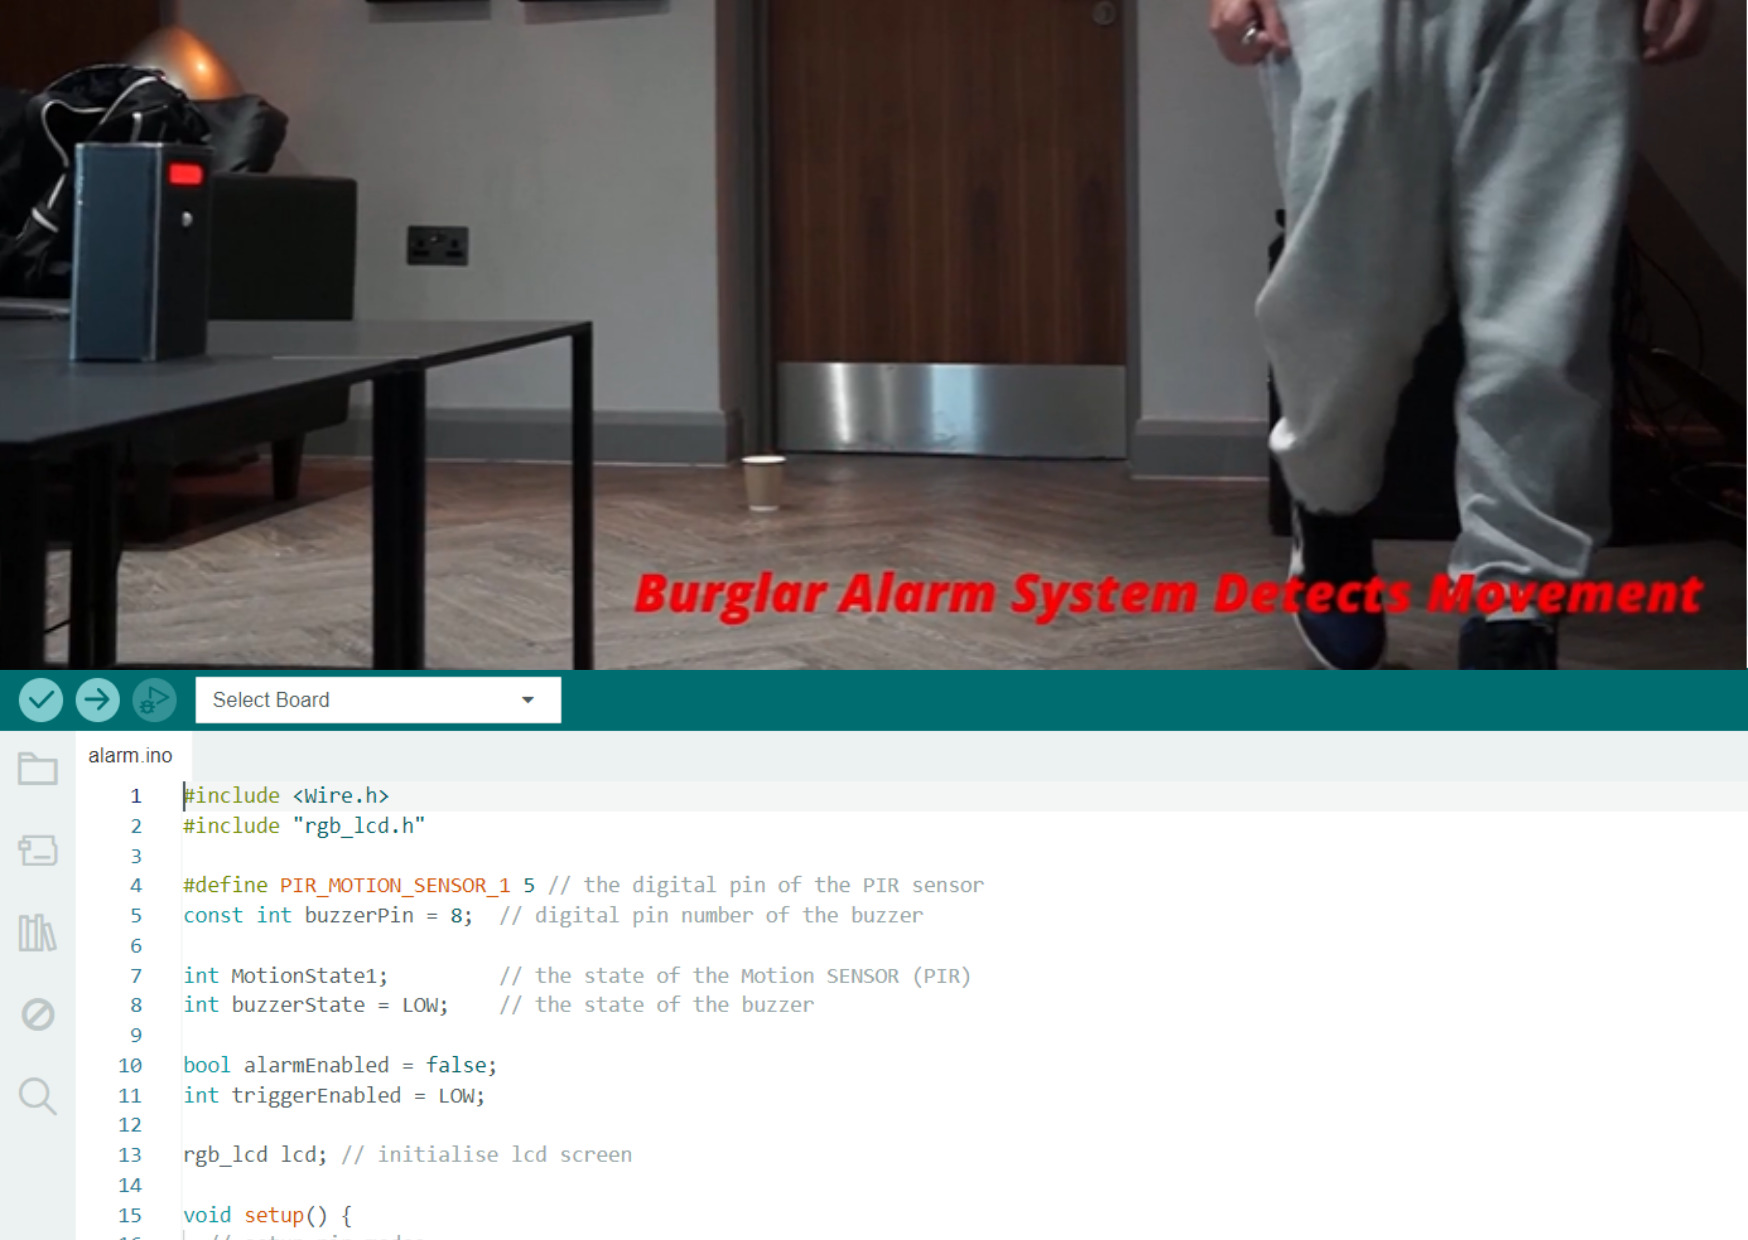 Burglar Alarm System Detects Movement
Select Board
alarm.ino
1 #include <Wire.h>
2 #include "rgb_lcd.h"
3
4 #define PIR_MOTION_SENSOR_1 5 // the digital pin of the PIR sensor
5 const int buzzerPin = 8; // digital pin number of the buzzer
6
7 int MotionState1; // the state of the Motion SENSOR (PIR)
8 int buzzerState = LOW; // the state of the buzzer
9
10 bool alarmEnabled = false;
11 int triggerEnabled = LOW;
12
13 rgb_lcd lcd; // initialise lcd screen
14
15 void setup() {